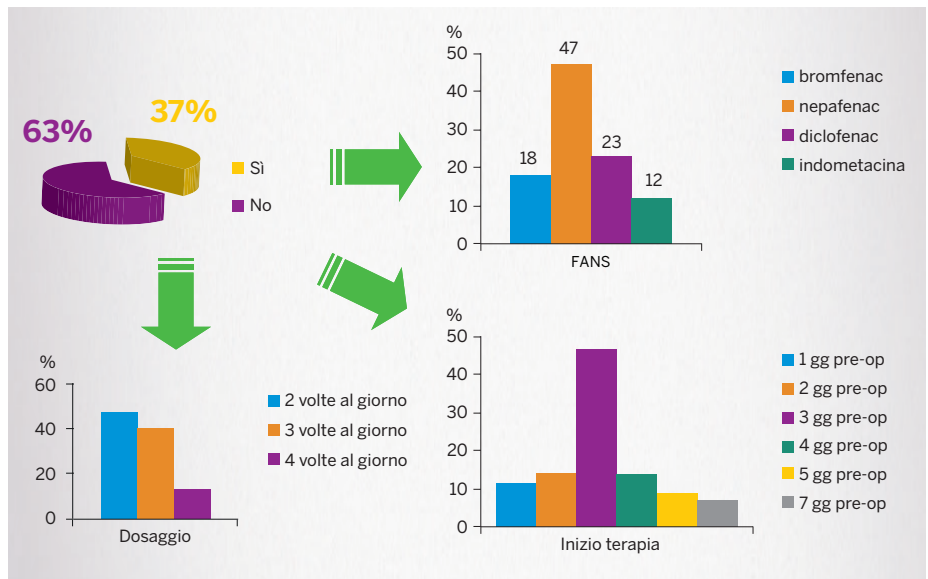 63%
37%
Sì
No
%
50
40
30
20
10
0
18
47
23
12
FANS
bromfenac
nepafenac
diclofenac
indometacina
%
60
40
20
0
Dosaggio
2 volte al giorno
3 volte al giorno
4 volte al giorno
%
50
40
30
20
10
0
Inizio terapia
1 gg pre-op
2 gg pre-op
3 gg pre-op
4 gg pre-op
5 gg pre-op
7 gg pre-op